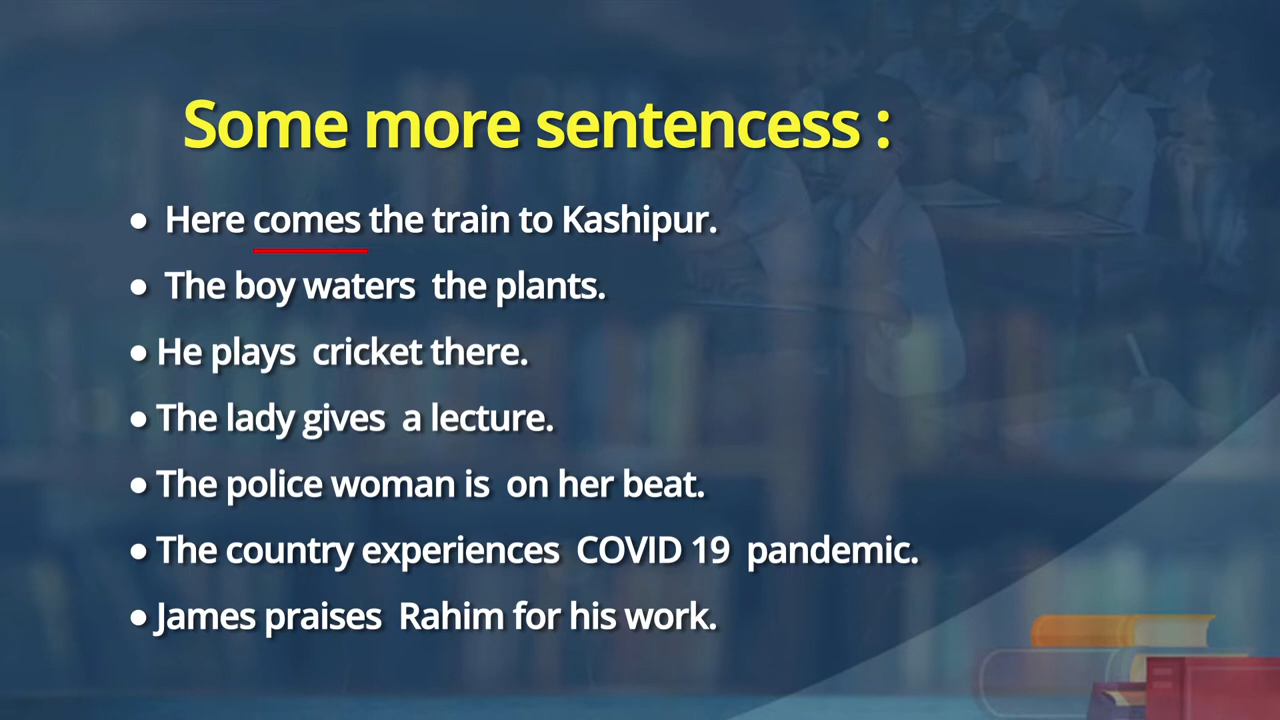 Some more sentencess :
● Here comes the train to Kashipur.
● The boy waters the plants.
● He plays cricket there.
● The lady gives a lecture.
● The police woman is on her beat.
● The country experiences COVID 19 pandemic.
● James praises Rahim for his work.